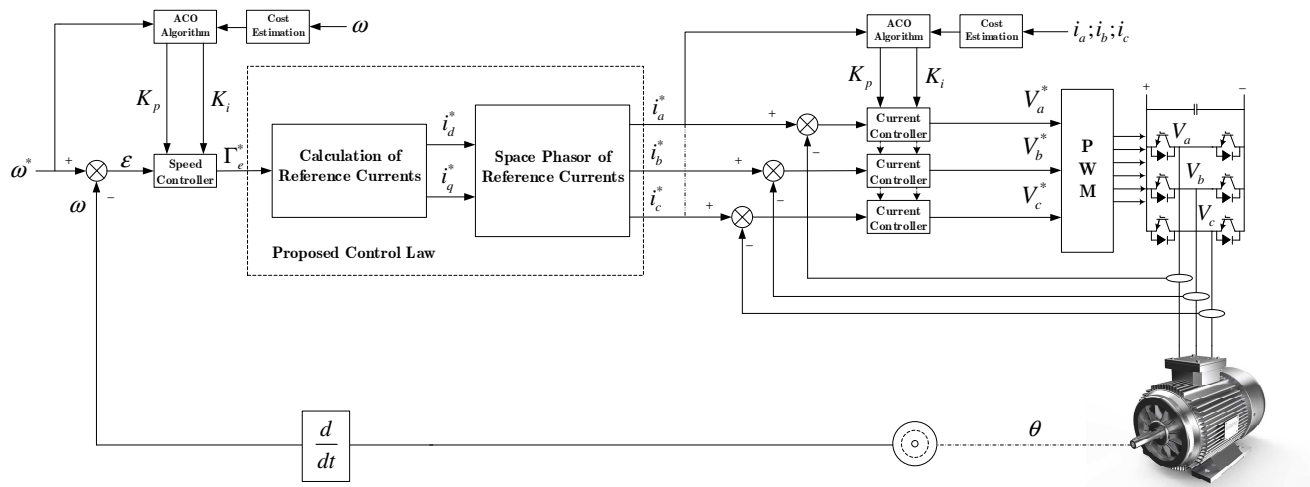 ACO
Algorithm
Cost
Estimation
ω
K_p
K_i
ω*
+
−
ε
Speed
Controller
Γ_e*
ω
Calculation of
Reference Currents
i_d*
i_q*
Space Phasor of
Reference Currents
Proposed Control Law
i_a*
i_b*
i_c*
ACO
Algorithm
Cost
Estimation
i_a; i_b; i_c
K_p
K_i
+
−
+
−
+
−
Current
Controller
Current
Controller
Current
Controller
V_a*
V_b*
V_c*
P
W
M
+
−
V_a
V_b
V_c
d
dt
θ